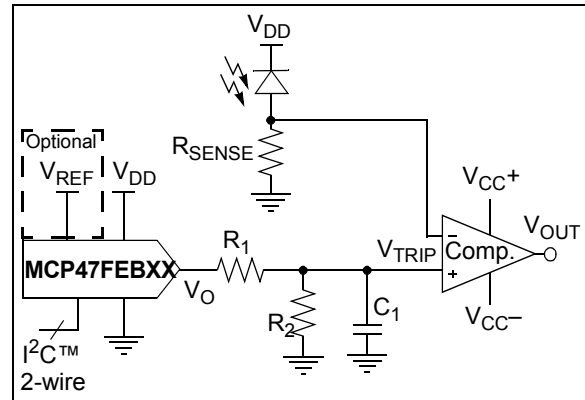 V_DD
Optional
R_SENSE
V_REF
V_DD
V_CC+
V_OUT
R_1
V_TRIP
Comp.
–
+
MCP47FEBXX
V_O
R_2
C_1
V_CC–
I²C™
2-wire